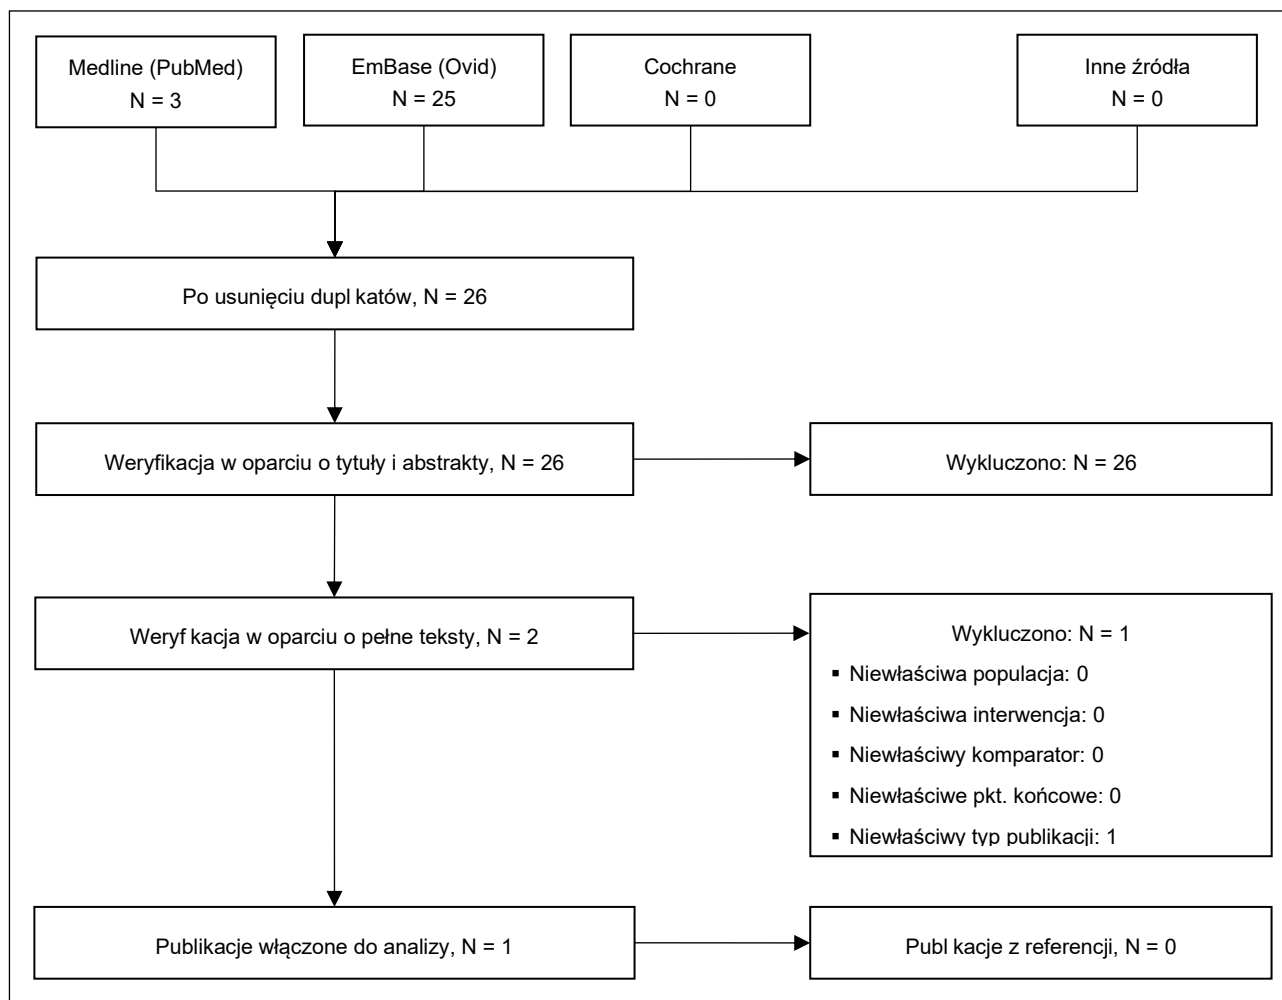 Medline (PubMed)
N = 3
EmBase (Ovid)
N = 25
Cochrane
N = 0
Inne źródła
N = 0
Po usunięciu dupl katów, N = 26
Weryfikacja w oparciu o tytuły i abstrakty, N = 26
Wykluczono: N = 26
Weryf kacja w oparciu o pełne teksty, N = 2
Wykluczono: N = 1
▪ Niewłaściwa populacja: 0
▪ Niewłaściwa interwencja: 0
▪ Niewłaściwy komparator: 0
▪ Niewłaściwe pkt. końcowe: 0
▪ Niewłaściwy typ publikacji: 1
Publikacje włączone do analizy, N = 1
Publ kacje z referencji, N = 0